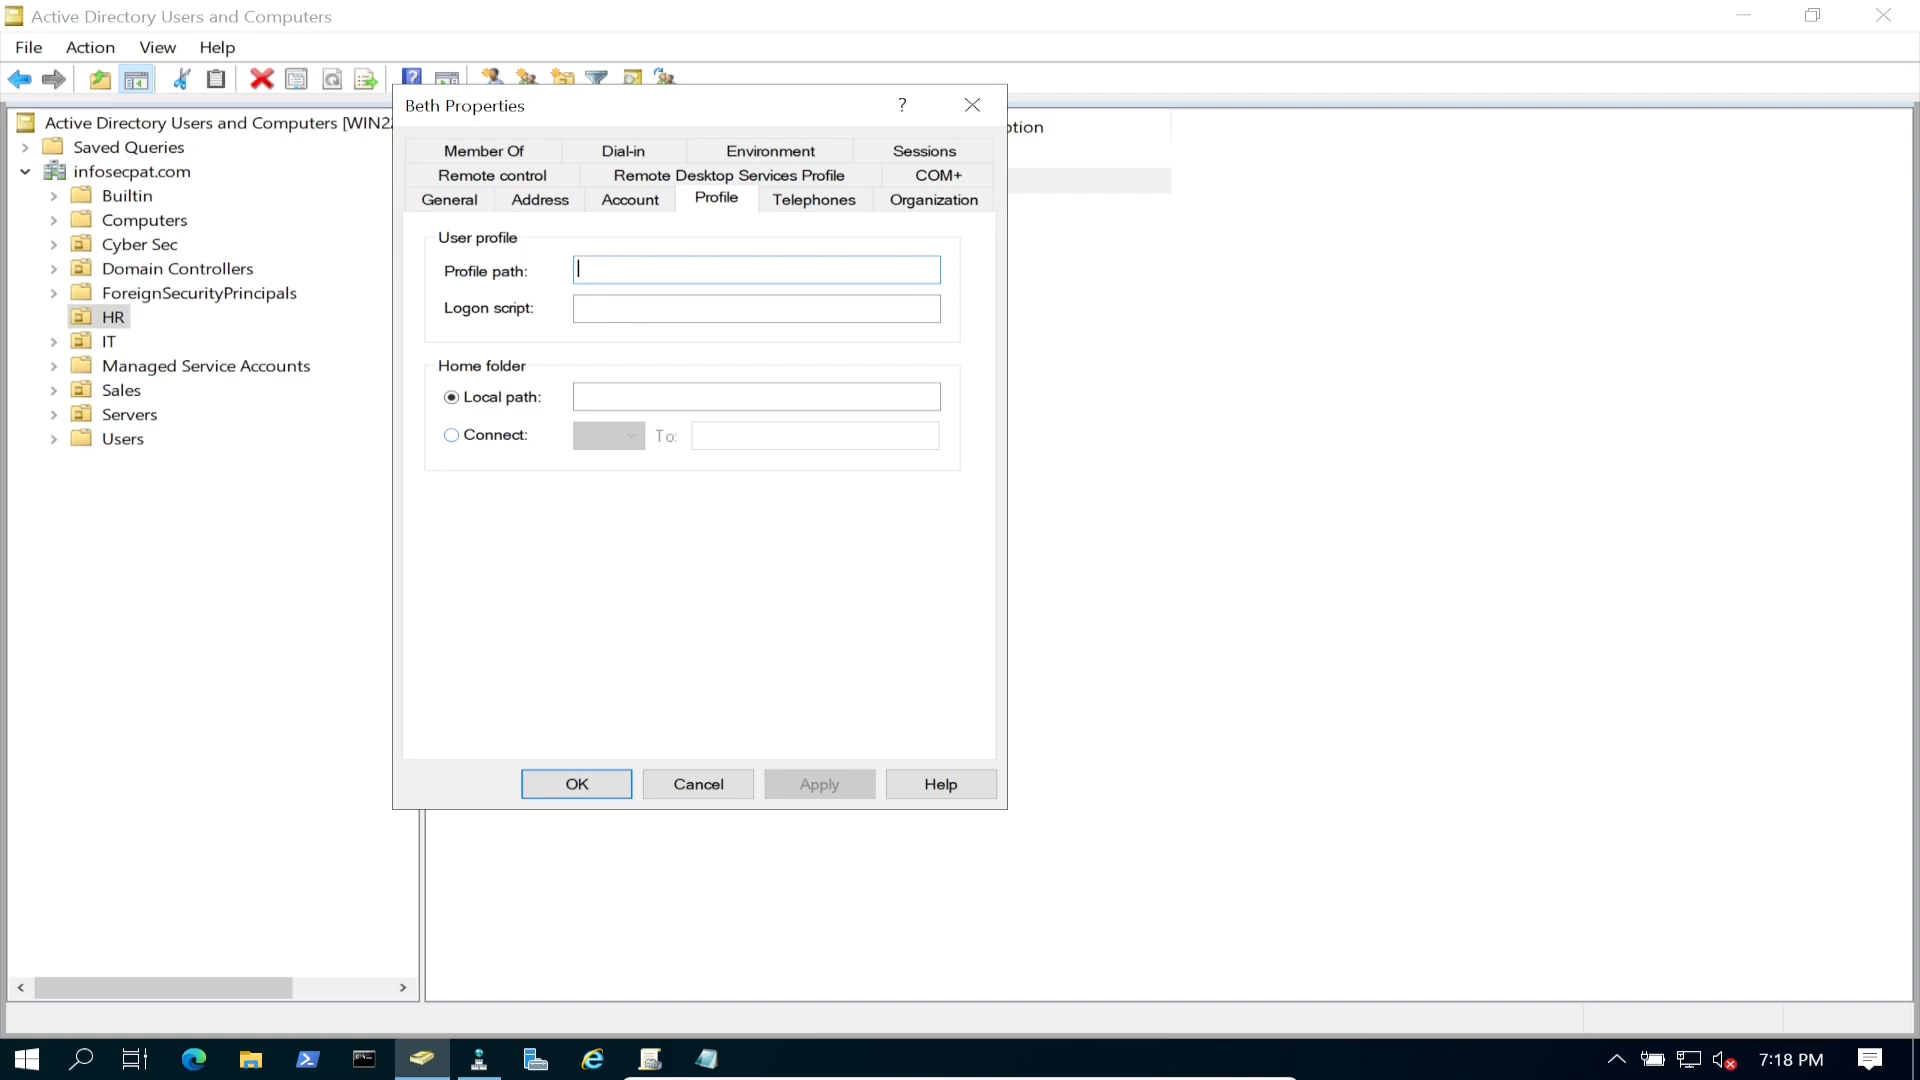 Active Directory Users and Computers
File Action View Help
Beth Properties
?
Active Directory Users and Computers [WIN2
Saved Queries
infosecpat.com
Builtin
Computers
Cyber Sec
Domain Controllers
ForeignSecurityPrincipals
HR
IT
Managed Service Accounts
Sales
Servers
Users
Member Of Dial-in Environment Sessions
Remote control Remote Desktop Services Profile COM+
General Address Account Profile Telephones Organization
User profile
Profile path:
Logon script:
Home folder
Local path:
Connect: To:
OK Cancel Apply Help
ption
7:18 PM